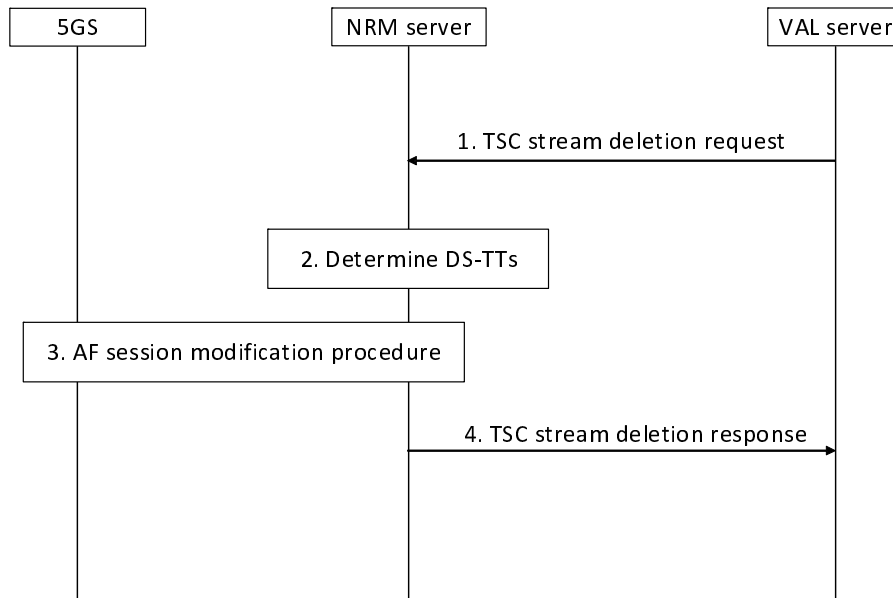 5GS
NRM server
VAL server
1. TSC stream deletion request
2. Determine DS-TTs
3. AF session modification procedure
4. TSC stream deletion response